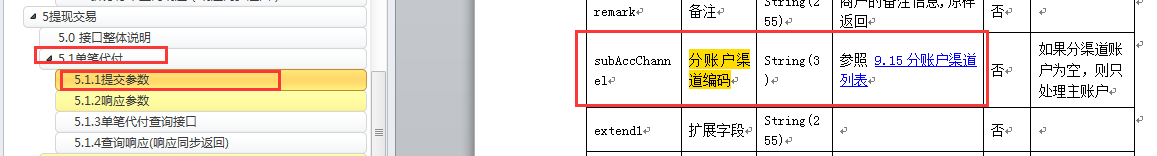 5提现交易
5.0 接口整体说明
5.1单笔代付
5.1.1提交参数
5.1.2响应参数
5.1.3单笔代付查询接口
5.1.4查询响应(响应同步返回)
remark
备注
String(2
55)
商户的备注信息,原样
返回
否
subAccChann
el
分账户渠
道编码
String(3
)
参照 9.15 分账户渠道
列表
否
如果分渠道账
户为空，则只
处理主账户
extend1
扩展字段
String(2
55)
否